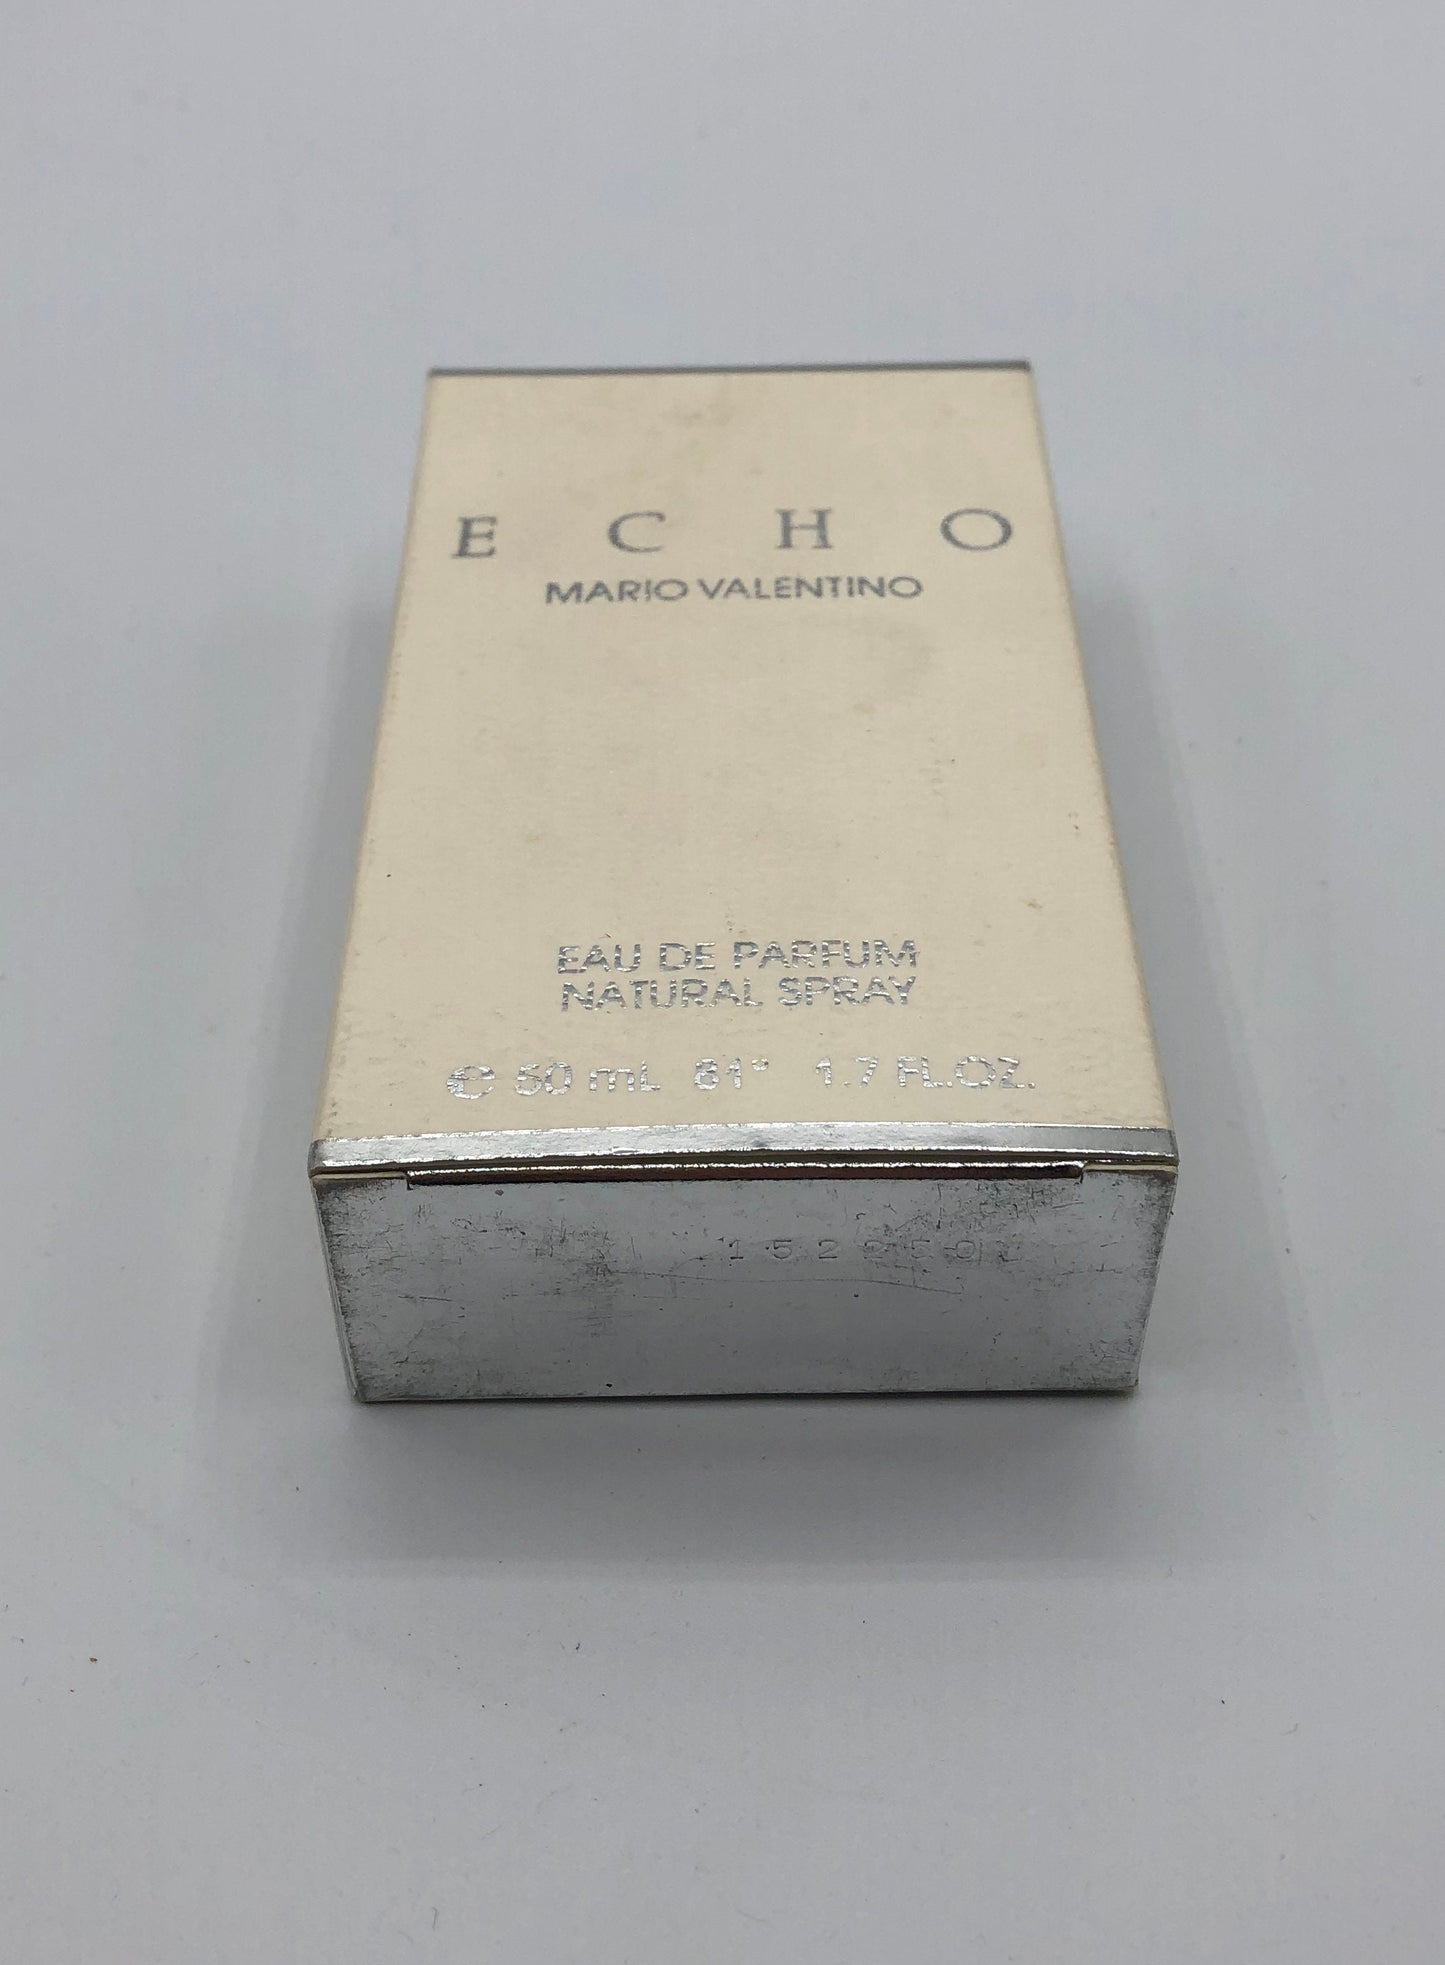 E C H O
MARIO VALENTINO
EAU DE PARFUM
NATURAL SPRAY
℮ 50 mL 81° 1.7 FL.OZ.